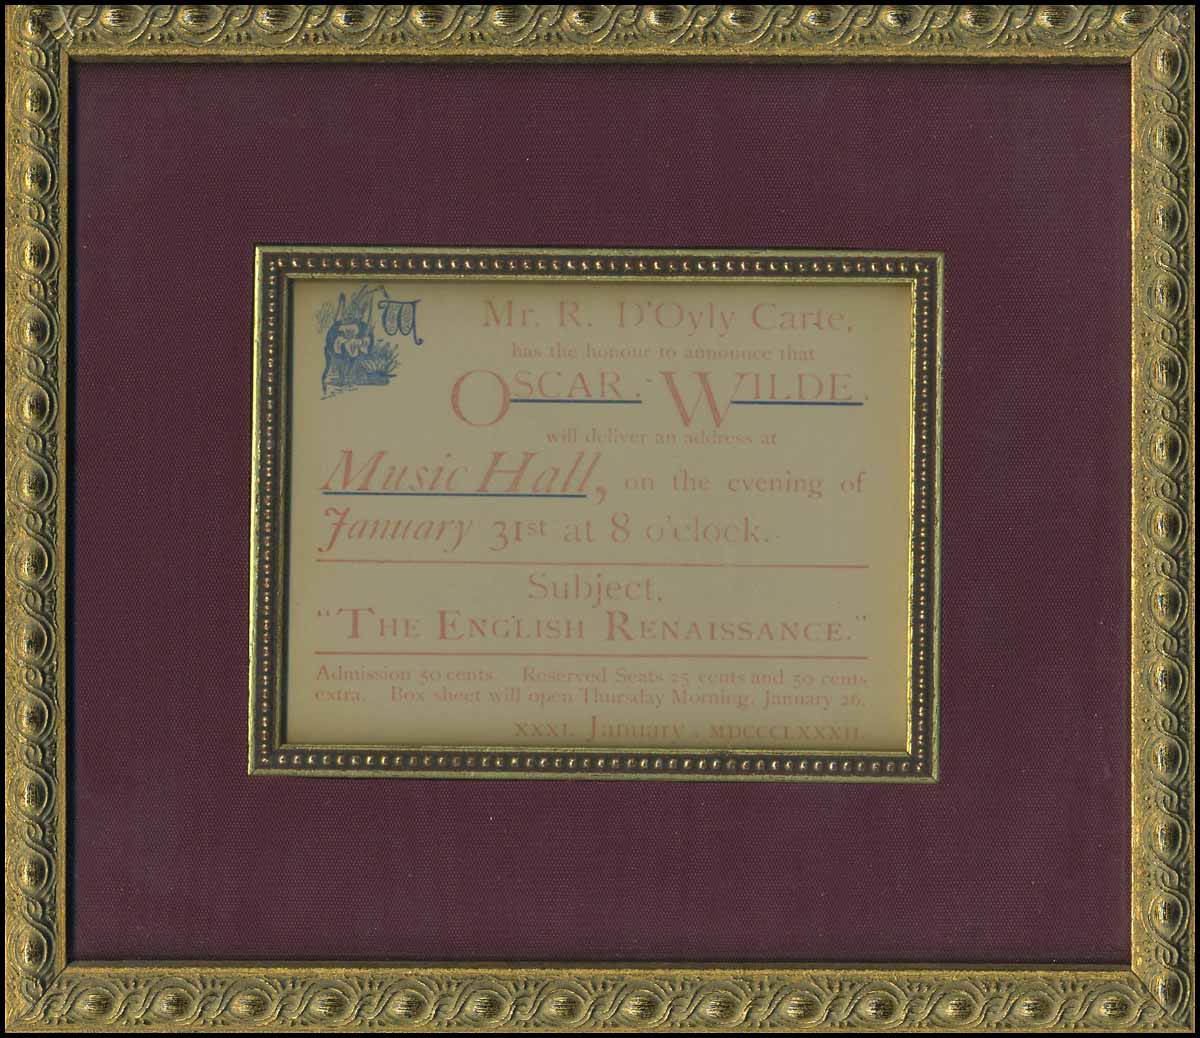 W
Mr. R. D'Oyly Carte,
has the honour to announce that
OSCAR. WILDE.
will deliver an address at
Music Hall, on the evening of
January 31st at 8 o'clock.
Subject,
"THE ENGLISH RENAISSANCE."
Admission 50 cents. Reserved Seats 25 cents and 50 cents
extra. Box sheet will open Thursday Morning, January 26.
XXXI. January. MDCCCLXXXII.